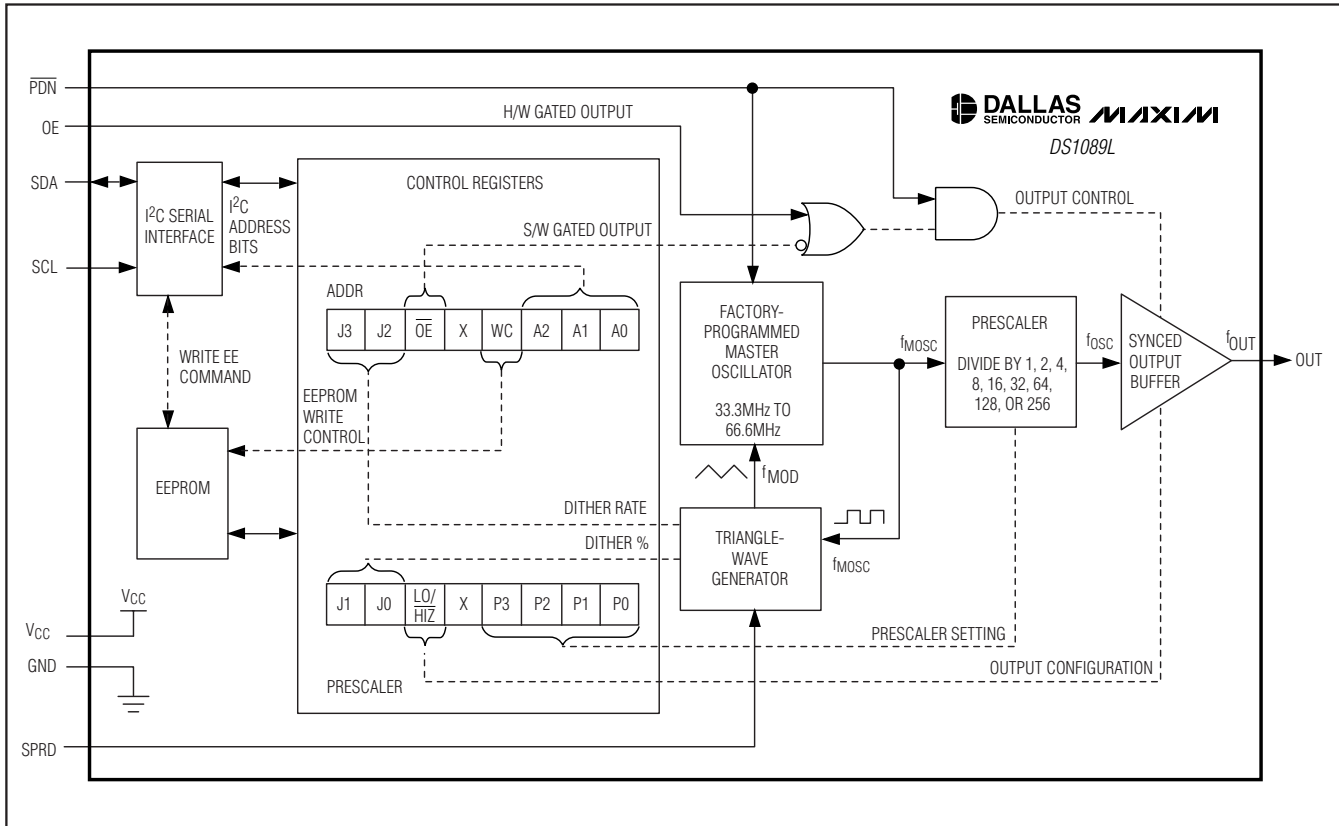 PDN
OE
SDA
SCL
VCC
VCC
GND
SPRD
H/W GATED OUTPUT
DALLAS
SEMICONDUCTOR
MAXIM
DS1089L
I2C SERIAL
INTERFACE
I2C
ADDRESS
BITS
WRITE EE
COMMAND
EEPROM
CONTROL REGISTERS
S/W GATED OUTPUT
ADDR
J3 J2 OE X WC A2 A1 A0
EEPROM
WRITE
CONTROL
DITHER RATE
DITHER %
J1 J0 LO/HIZ X P3 P2 P1 P0
PRESCALER
OUTPUT CONTROL
FACTORY-
PROGRAMMED
MASTER
OSCILLATOR
33.3MHz TO
66.6MHz
fMOD
TRIANGLE-
WAVE
GENERATOR
fMOSC
fMOSC
PRESCALER
DIVIDE BY 1, 2, 4,
8, 16, 32, 64,
128, OR 256
fOSC
SYNCED
OUTPUT
BUFFER
fOUT
OUT
PRESCALER SETTING
OUTPUT CONFIGURATION